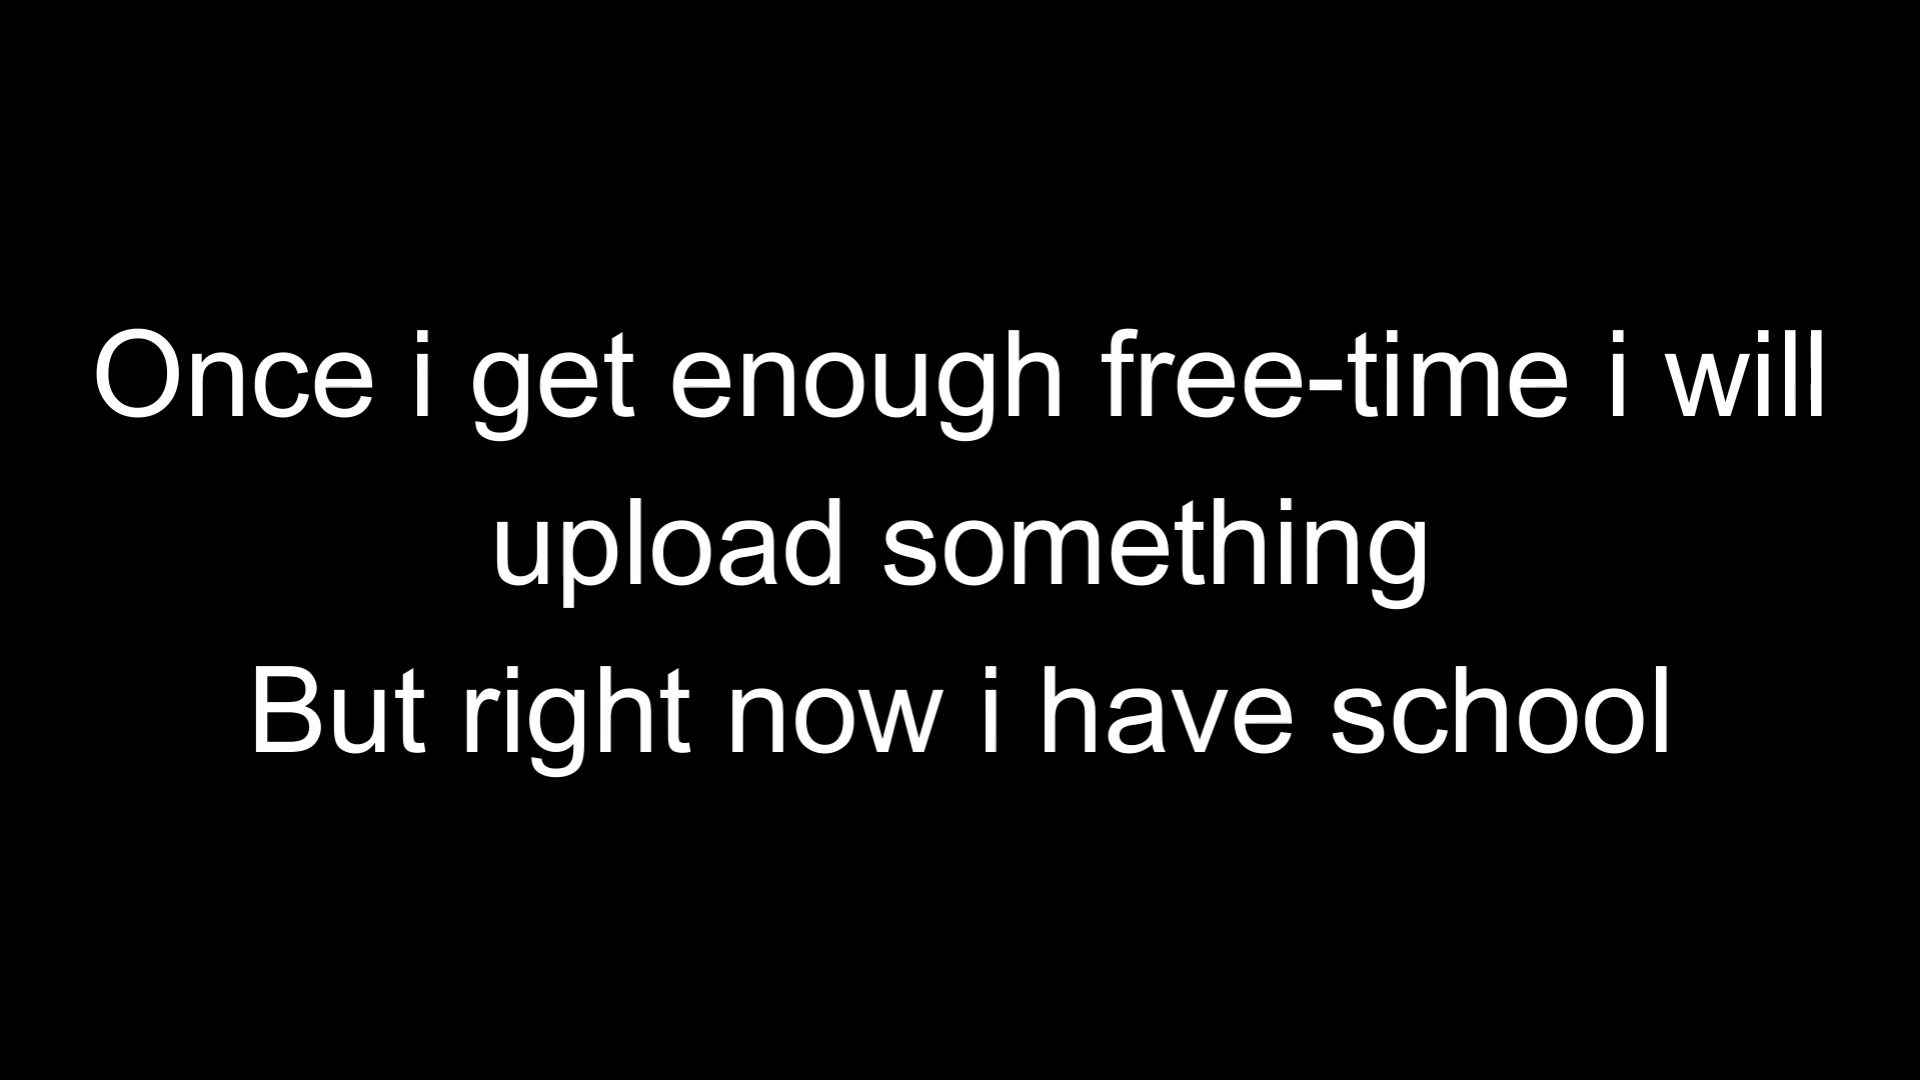 Once i get enough free-time i will
upload something
But right now i have school